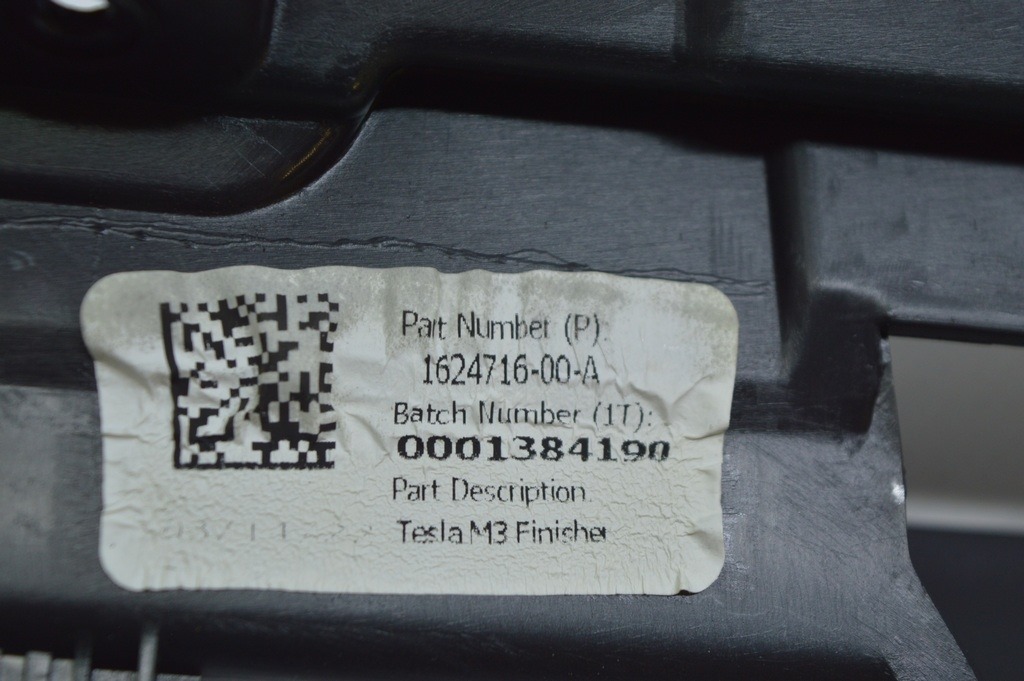 Part Number (P):
1624716-00-A
Batch Number (1T):
0001384190
Part Description
Tesla M3 Finisher